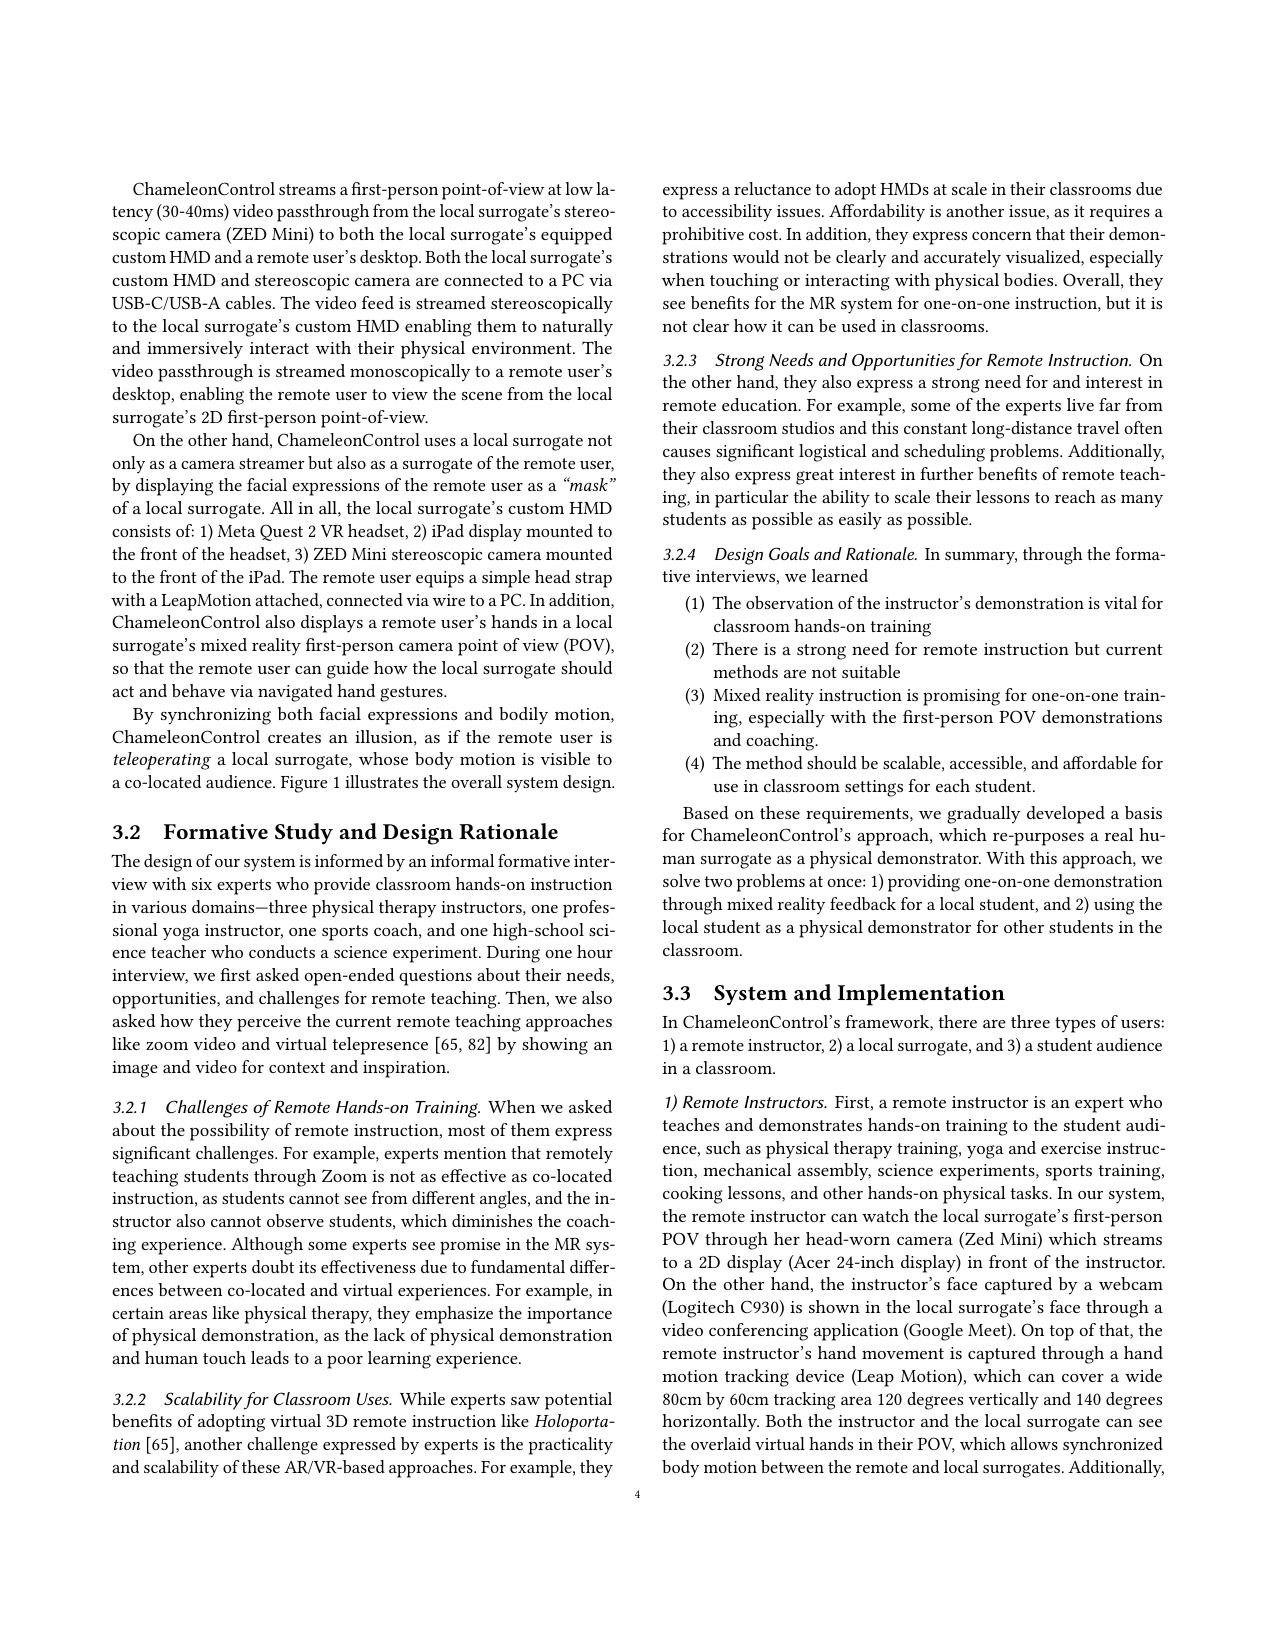 ChameleonControl streams a first-person point-of-view at low la-
tency (30-40ms) video passthrough from the local surrogate's stereo-
scopic camera (ZED Mini) to both the local surrogate's equipped
custom HMD and a remote user's desktop. Both the local surrogate's
custom HMD and stereoscopic camera are connected to a PC via
USB-C/USB-A cables. The video feed is streamed stereoscopically
to the local surrogate's custom HMD enabling them to naturally
and immersively interact with their physical environment. The
video passthrough is streamed monoscopically to a remote user's
desktop, enabling the remote user to view the scene from the local
surrogate's 2D first-person point-of-view.
On the other hand, ChameleonControl uses a local surrogate not
only as a camera streamer but also as a surrogate of the remote user,
by displaying the facial expressions of the remote user as a “mask”
of a local surrogate. All in all, the local surrogate's custom HMD
consists of: 1) Meta Quest 2 VR headset, 2) iPad display mounted to
the front of the headset, 3) ZED Mini stereoscopic camera mounted
to the front of the iPad. The remote user equips a simple head strap
with a LeapMotion attached, connected via wire to a PC. In addition,
ChameleonControl also displays a remote user's hands in a local
surrogate's mixed reality first-person camera point of view (POV),
so that the remote user can guide how the local surrogate should
act and behave via navigated hand gestures.
By synchronizing both facial expressions and bodily motion,
ChameleonControl creates an illusion, as if the remote user is
teleoperating a local surrogate, whose body motion is visible to
a co-located audience. Figure 1 illustrates the overall system design.
3.2 Formative Study and Design Rationale
The design of our system is informed by an informal formative inter-
view with six experts who provide classroom hands-on instruction
in various domains—three physical therapy instructors, one profes-
sional yoga instructor, one sports coach, and one high-school sci-
ence teacher who conducts a science experiment. During one hour
interview, we first asked open-ended questions about their needs,
opportunities, and challenges for remote teaching. Then, we also
asked how they perceive the current remote teaching approaches
like zoom video and virtual telepresence [65, 82] by showing an
image and video for context and inspiration.
3.2.1 Challenges of Remote Hands-on Training. When we asked
about the possibility of remote instruction, most of them express
significant challenges. For example, experts mention that remotely
teaching students through Zoom is not as effective as co-located
instruction, as students cannot see from different angles, and the in-
structor also cannot observe students, which diminishes the coach-
ing experience. Although some experts see promise in the MR sys-
tem, other experts doubt its effectiveness due to fundamental differ-
ences between co-located and virtual experiences. For example, in
certain areas like physical therapy, they emphasize the importance
of physical demonstration, as the lack of physical demonstration
and human touch leads to a poor learning experience.
3.2.2 Scalability for Classroom Uses. While experts saw potential
benefits of adopting virtual 3D remote instruction like Holoporta-
tion [65], another challenge expressed by experts is the practicality
and scalability of these AR/VR-based approaches. For example, they
express a reluctance to adopt HMDs at scale in their classrooms due
to accessibility issues. Affordability is another issue, as it requires a
prohibitive cost. In addition, they express concern that their demon-
strations would not be clearly and accurately visualized, especially
when touching or interacting with physical bodies. Overall, they
see benefits for the MR system for one-on-one instruction, but it is
not clear how it can be used in classrooms.
3.2.3 Strong Needs and Opportunities for Remote Instruction. On
the other hand, they also express a strong need for and interest in
remote education. For example, some of the experts live far from
their classroom studios and this constant long-distance travel often
causes significant logistical and scheduling problems. Additionally,
they also express great interest in further benefits of remote teach-
ing, in particular the ability to scale their lessons to reach as many
students as possible as easily as possible.
3.2.4 Design Goals and Rationale. In summary, through the forma-
tive interviews, we learned
(1) The observation of the instructor's demonstration is vital for
classroom hands-on training
(2) There is a strong need for remote instruction but current
methods are not suitable
(3) Mixed reality instruction is promising for one-on-one train-
ing, especially with the first-person POV demonstrations
and coaching.
(4) The method should be scalable, accessible, and affordable for
use in classroom settings for each student.
Based on these requirements, we gradually developed a basis
for ChameleonControl's approach, which re-purposes a real hu-
man surrogate as a physical demonstrator. With this approach, we
solve two problems at once: 1) providing one-on-one demonstration
through mixed reality feedback for a local student, and 2) using the
local student as a physical demonstrator for other students in the
classroom.
3.3 System and Implementation
In ChameleonControl's framework, there are three types of users:
1) a remote instructor, 2) a local surrogate, and 3) a student audience
in a classroom.
1) Remote Instructors. First, a remote instructor is an expert who
teaches and demonstrates hands-on training to the student audi-
ence, such as physical therapy training, yoga and exercise instruc-
tion, mechanical assembly, science experiments, sports training,
cooking lessons, and other hands-on physical tasks. In our system,
the remote instructor can watch the local surrogate's first-person
POV through her head-worn camera (Zed Mini) which streams
to a 2D display (Acer 24-inch display) in front of the instructor.
On the other hand, the instructor's face captured by a webcam
(Logitech C930) is shown in the local surrogate's face through a
video conferencing application (Google Meet). On top of that, the
remote instructor's hand movement is captured through a hand
motion tracking device (Leap Motion), which can cover a wide
80cm by 60cm tracking area 120 degrees vertically and 140 degrees
horizontally. Both the instructor and the local surrogate can see
the overlaid virtual hands in their POV, which allows synchronized
body motion between the remote and local surrogates. Additionally,
4